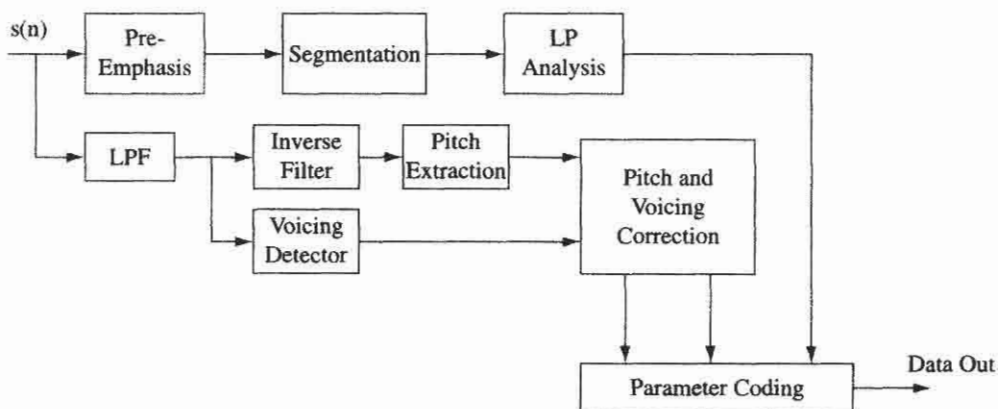 s(n)
Pre-
Emphasis
Segmentation
LP
Analysis
LPF
Inverse
Filter
Pitch
Extraction
Voicing
Detector
Pitch and
Voicing
Correction
Parameter Coding
Data Out